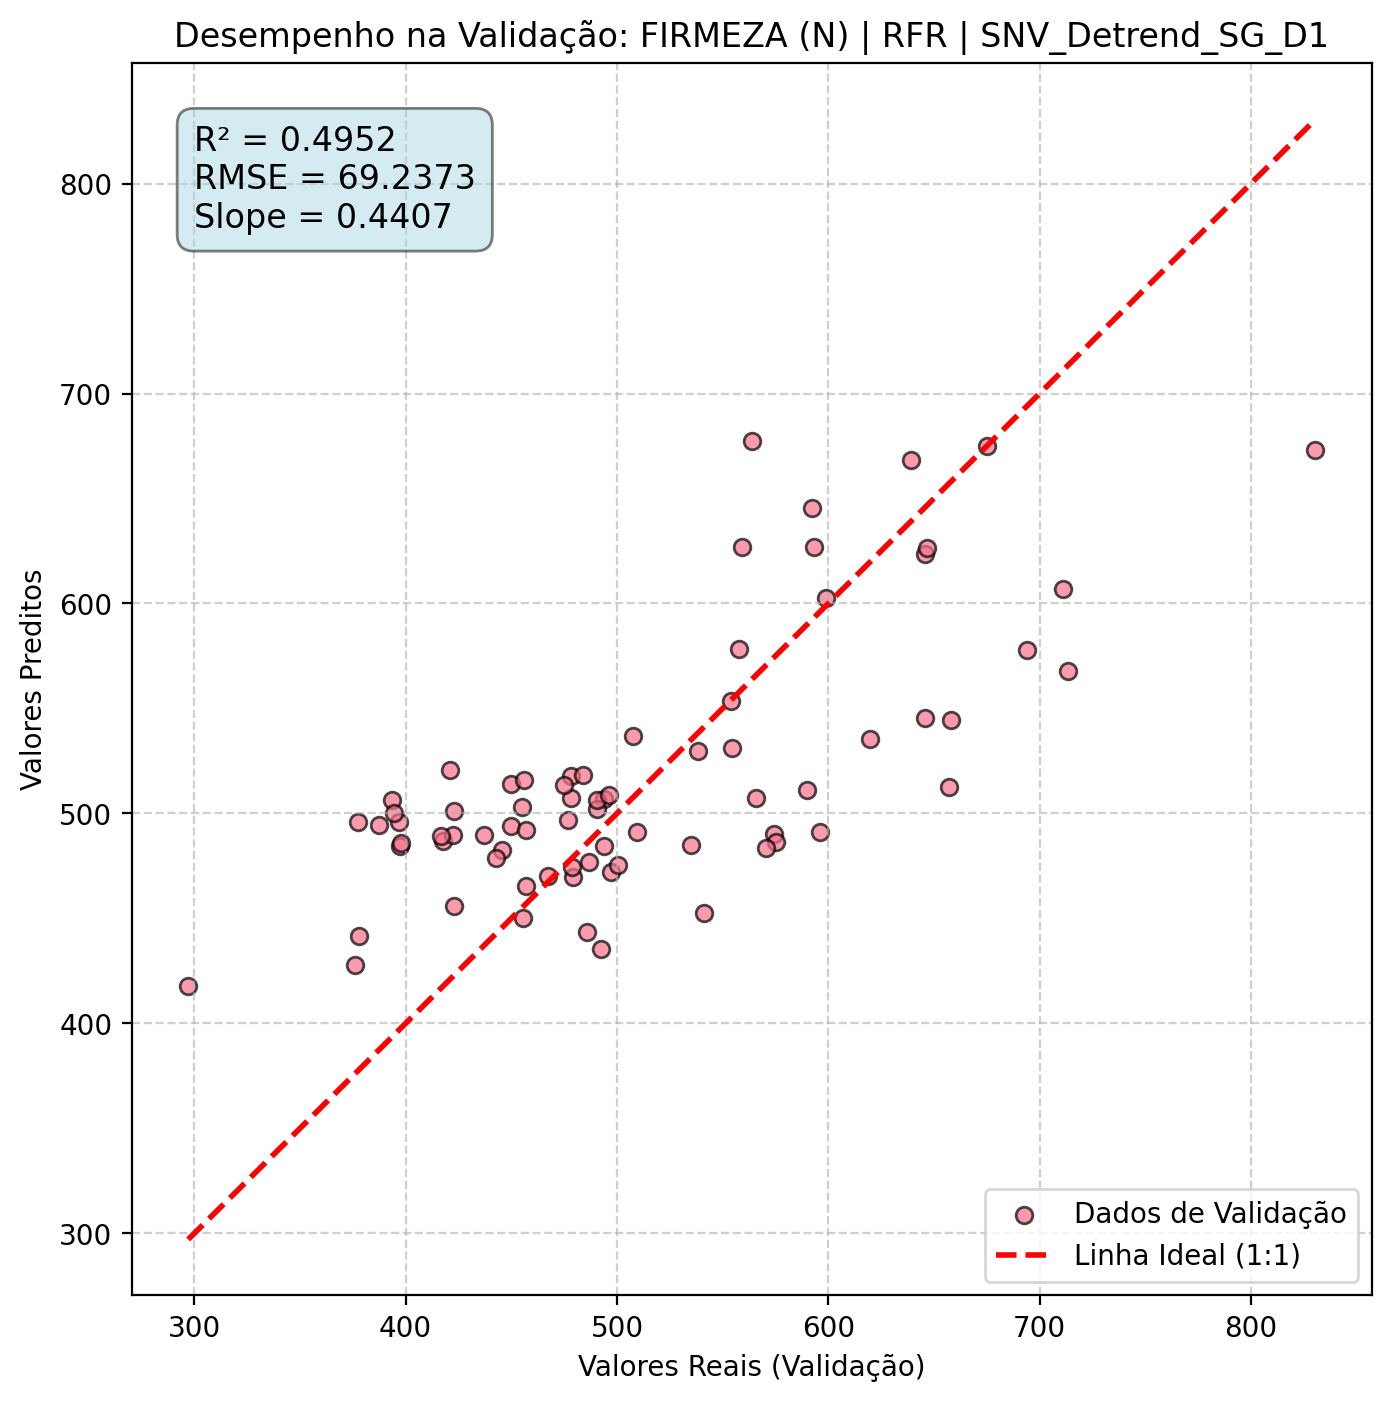 Desempenho na Validação: FIRMEZA (N) | RFR | SNV_Detrend_SG_D1
R² = 0.4952
RMSE = 69.2373
Slope = 0.4407
800
700
600
500
400
300
Valores Preditos
Dados de Validação
Linha Ideal (1:1)
300 400 500 600 700 800
Valores Reais (Validação)